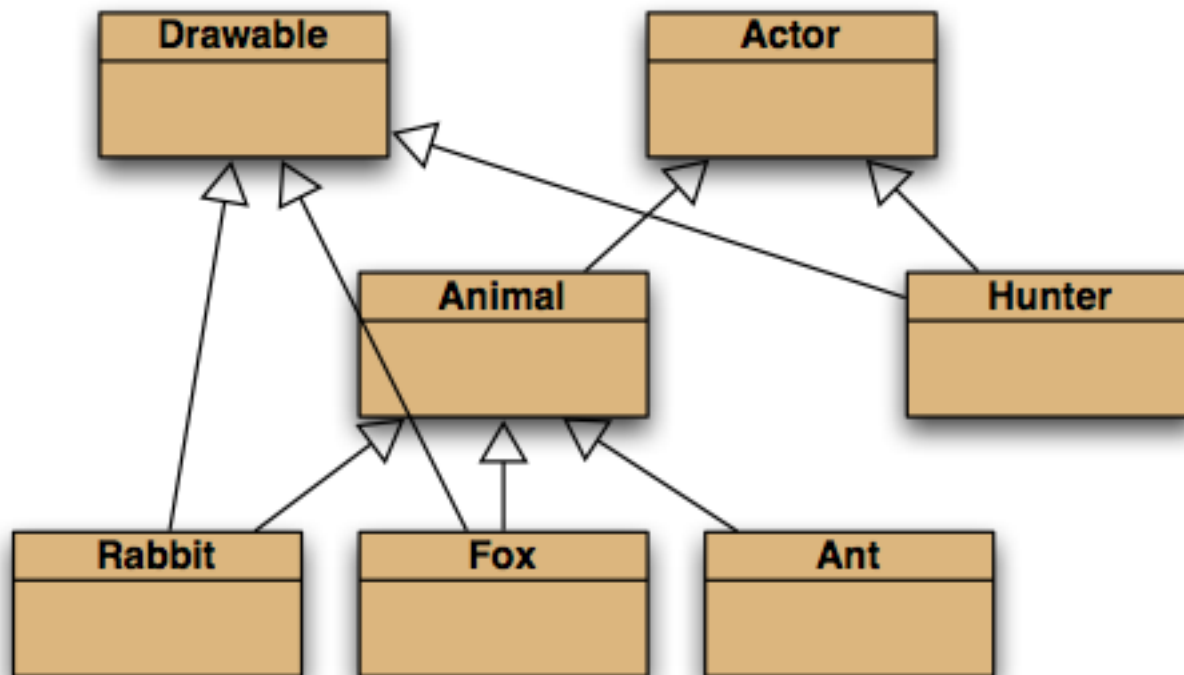 Drawable
Actor
Animal
Hunter
Rabbit
Fox
Ant